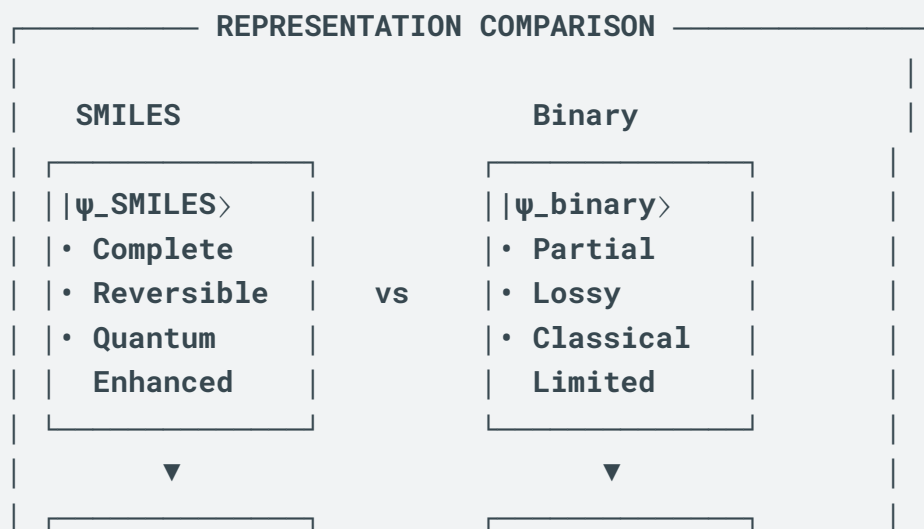 REPRESENTATION COMPARISON
SMILES Binary
|ψ_SMILES〉 |ψ_binary〉
• Complete • Partial
• Reversible vs • Lossy
• Quantum • Classical
Enhanced Limited